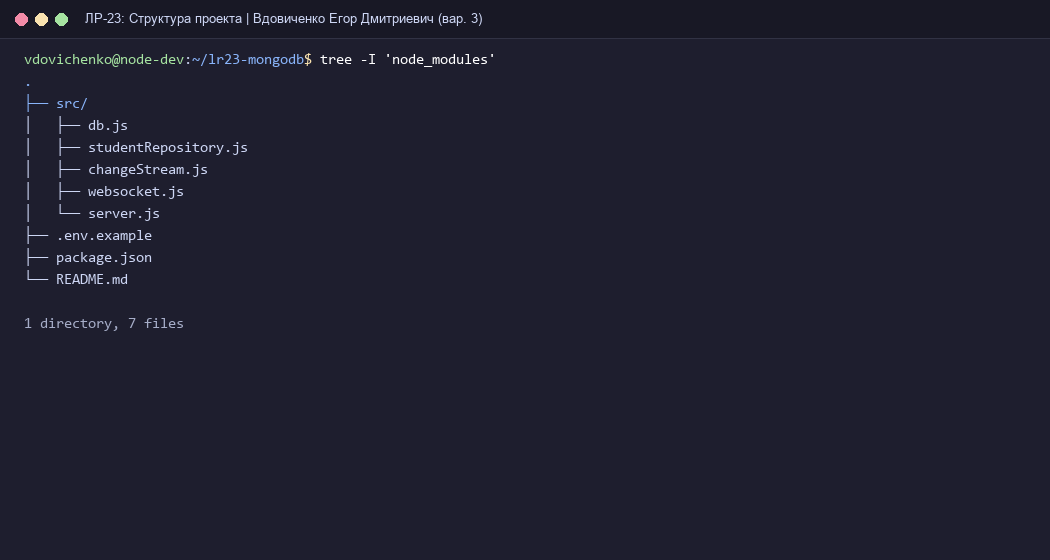 ЛР-23: Структура проекта | Вдовиченко Егор Дмитриевич (вар. 3)
vdovichenko@node-dev:~/lr23-mongodb$ tree -I 'node_modules'
.
├── src/
│   ├── db.js
│   ├── studentRepository.js
│   ├── changeStream.js
│   ├── websocket.js
│   └── server.js
├── .env.example
├── package.json
└── README.md
1 directory, 7 files